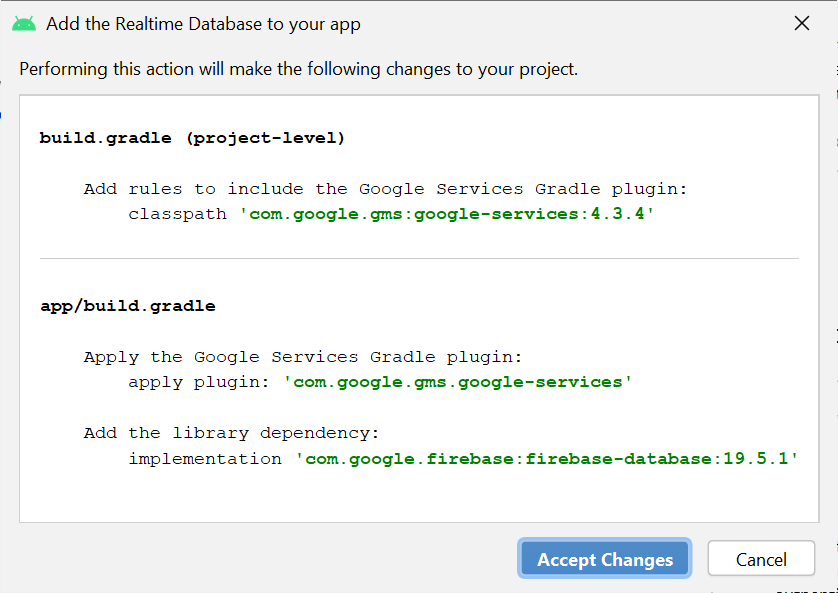 Add the Realtime Database to your app
Performing this action will make the following changes to your project.
build.gradle (project-level)
Add rules to include the Google Services Gradle plugin:
classpath 'com.google.gms:google-services:4.3.4'
app/build.gradle
Apply the Google Services Gradle plugin:
apply plugin: 'com.google.gms.google-services'
Add the library dependency:
implementation 'com.google.firebase:firebase-database:19.5.1'
Accept Changes
Cancel